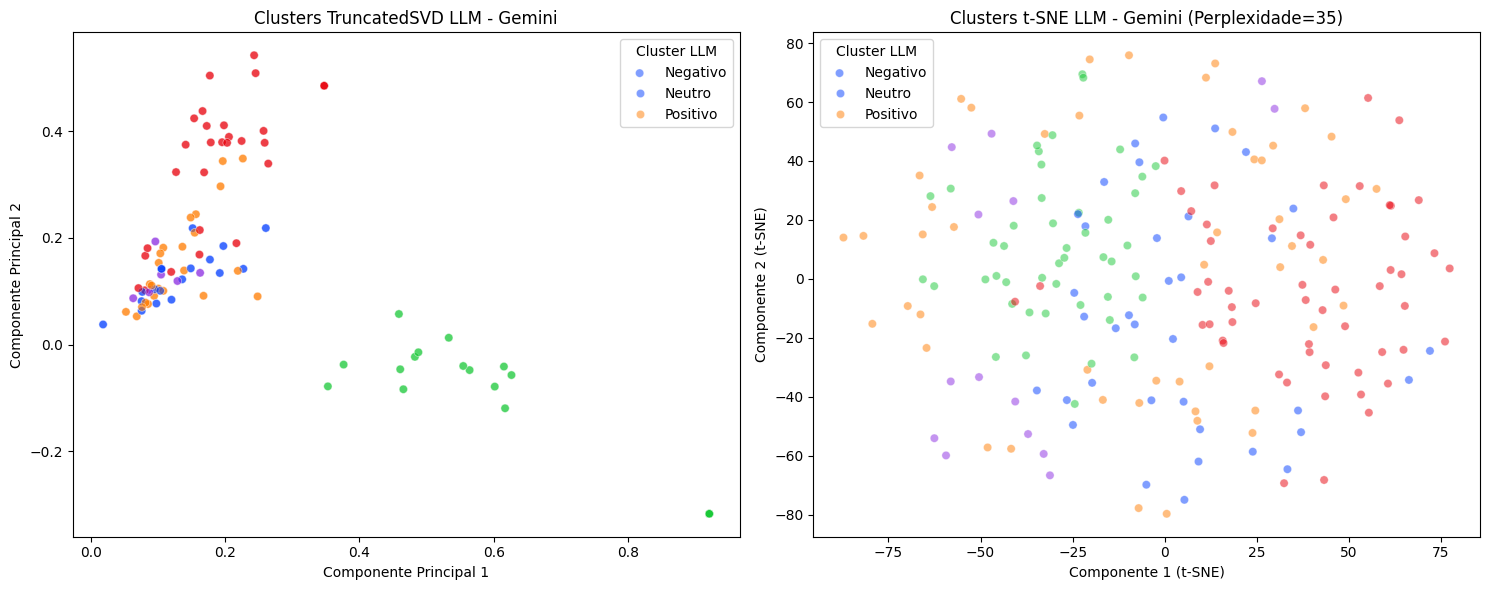 Clusters TruncatedSVD LLM - Gemini
Cluster LLM
Negativo
Neutro
Positivo
Componente Principal 2
0.4
0.2
0.0
−0.2
0.0 0.2 0.4 0.6 0.8
Componente Principal 1
Clusters t-SNE LLM - Gemini (Perplexidade=35)
Cluster LLM
Negativo
Neutro
Positivo
Componente 2 (t-SNE)
80
60
40
20
0
−20
−40
−60
−80
−75 −50 −25 0 25 50 75
Componente 1 (t-SNE)